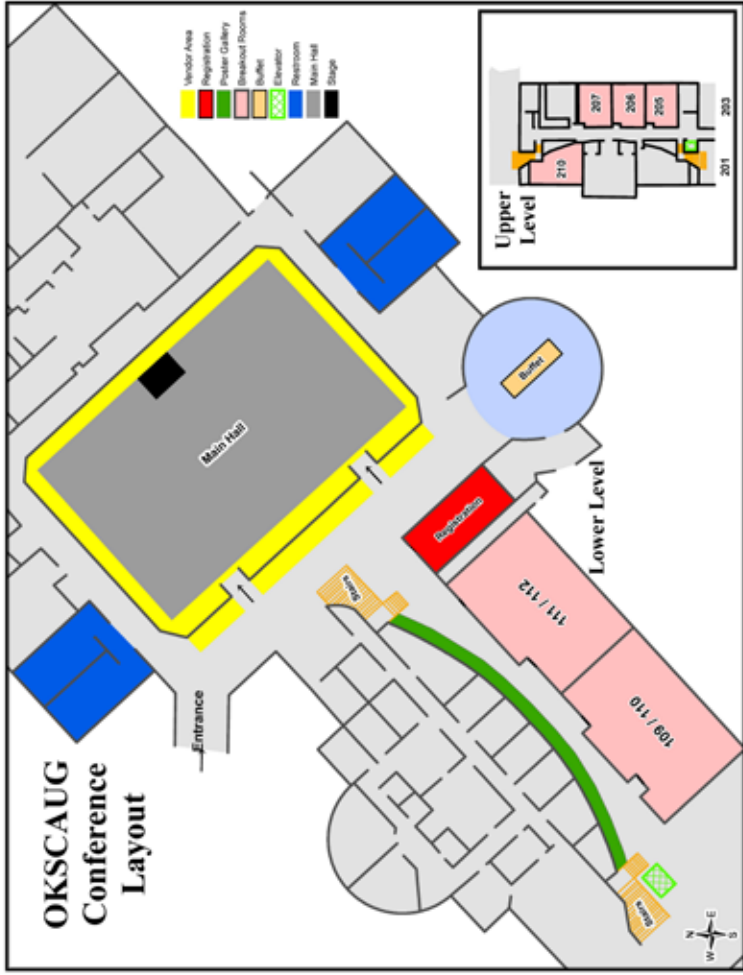 OKSCAUG
Conference
Layout
Vendor Area
Registration
Poster Gallery
Breakout Rooms
Buffet
Elevator
Restroom
Main Hall
Stage
Upper
Level
207
206
205
210
203
201
Main Hall
Buffet
Registration
Lower Level
Stairs
111 / 112
109 / 110
Entrance
Stairs
N
W E
S